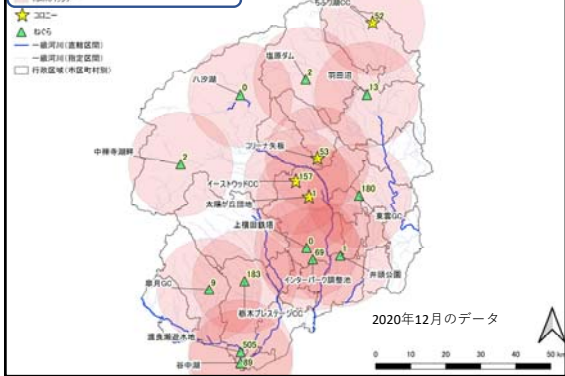 コロニー
ねぐら
一級河川(直轄区間)
一級河川(指定区間)
行政区域(市区町村別)
52
塩原ダム
2
羽田沼
13
八汐湖
0
中禅寺湖畔
2
コリーナ矢板
53
イーストウッドCC
157
太陽が丘団地
1
180
東雲GC
上横田鉄塔
0
69
1
井頭公園
インターパーク調整池
皐月GC
9
183
栃木プレステージCC
渡良瀬遊水地
505
89
谷中湖
2020年12月のデータ
0 10 20 30 40 50 km